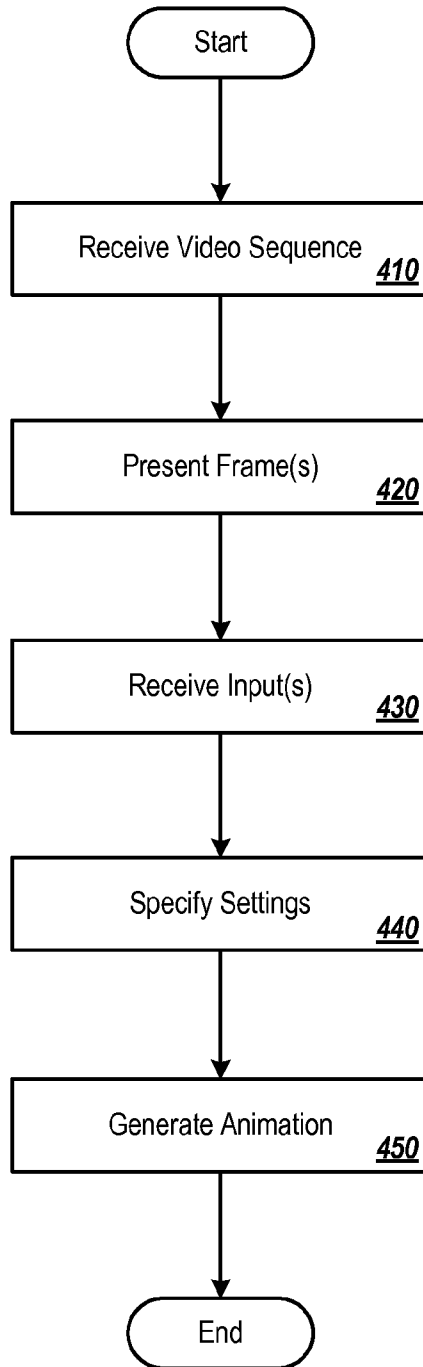 Start
Receive Video Sequence
410
Present Frame(s)
420
Receive Input(s)
430
Specify Settings
440
Generate Animation
450
End